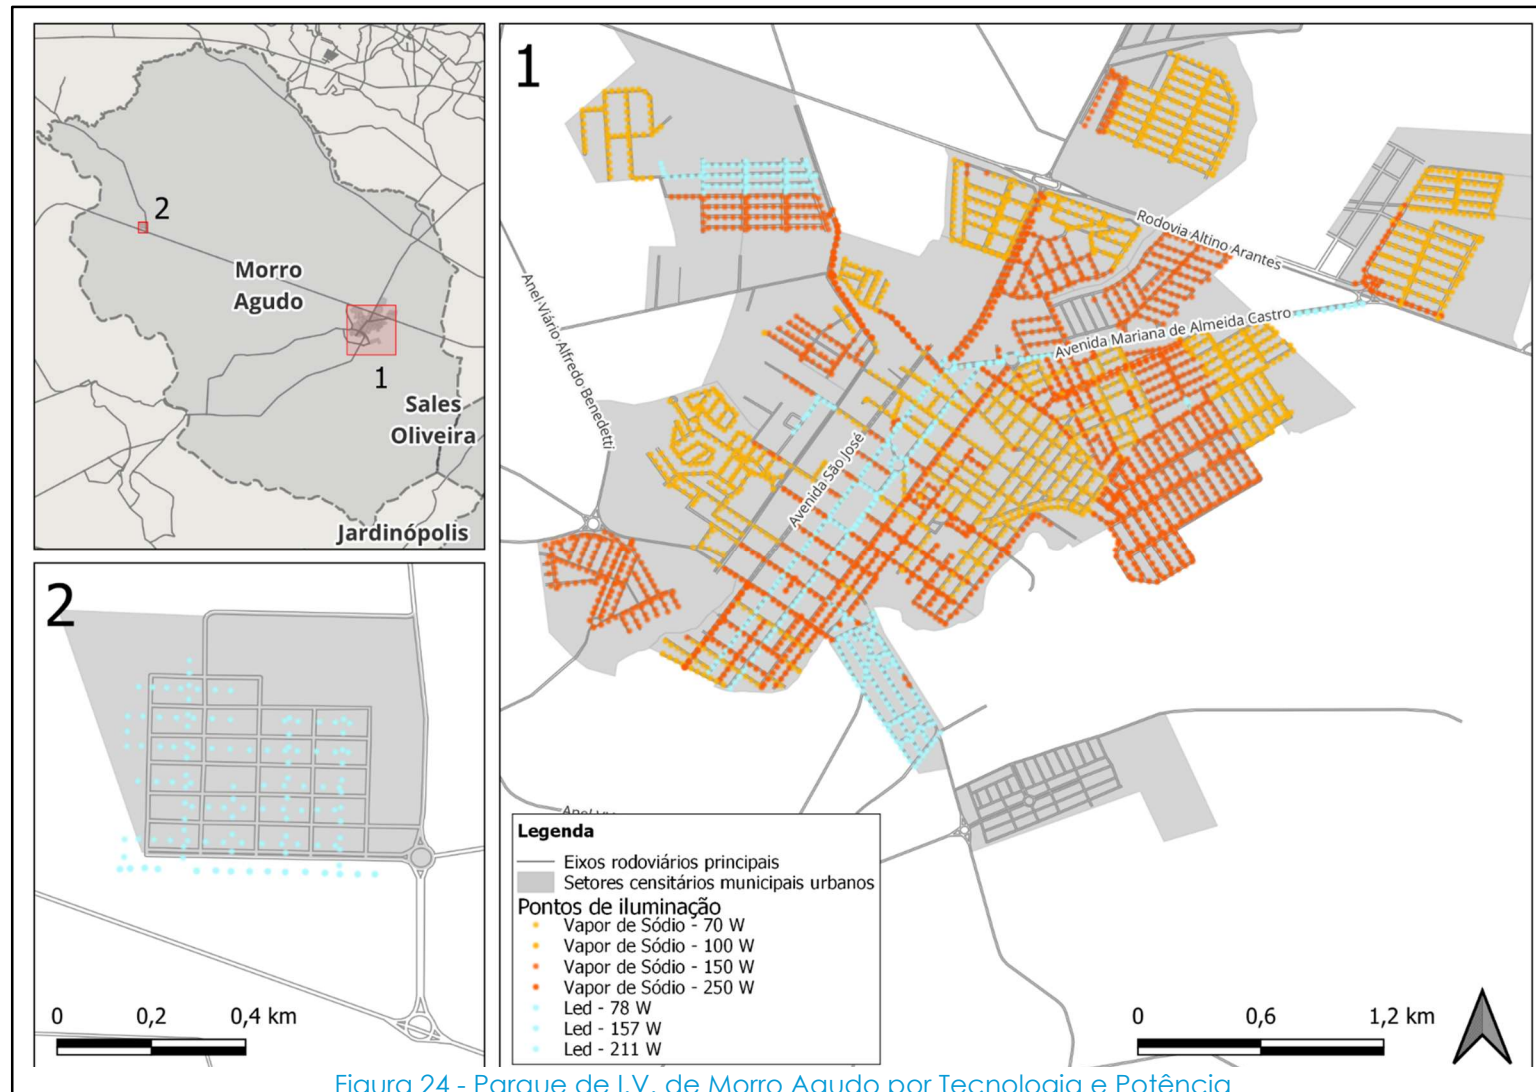 2
Morro
Agudo
1
Sales
Oliveira
Jardinópolis
2
0 0,2 0,4 km
1
Rodovia Altino Arantes
Anel Viário Alfredo Benedetti
Avenida Mariana de Almeida Castro
Avenida São José
Legenda
Eixos rodoviários principais
Setores censitários municipais urbanos
Pontos de iluminação
Vapor de Sódio - 70 W
Vapor de Sódio - 100 W
Vapor de Sódio - 150 W
Vapor de Sódio - 250 W
Led - 78 W
Led - 157 W
Led - 211 W
0 0,6 1,2 km
Figura 24 - Parque de I.V. de Morro Agudo por Tecnologia e Potência